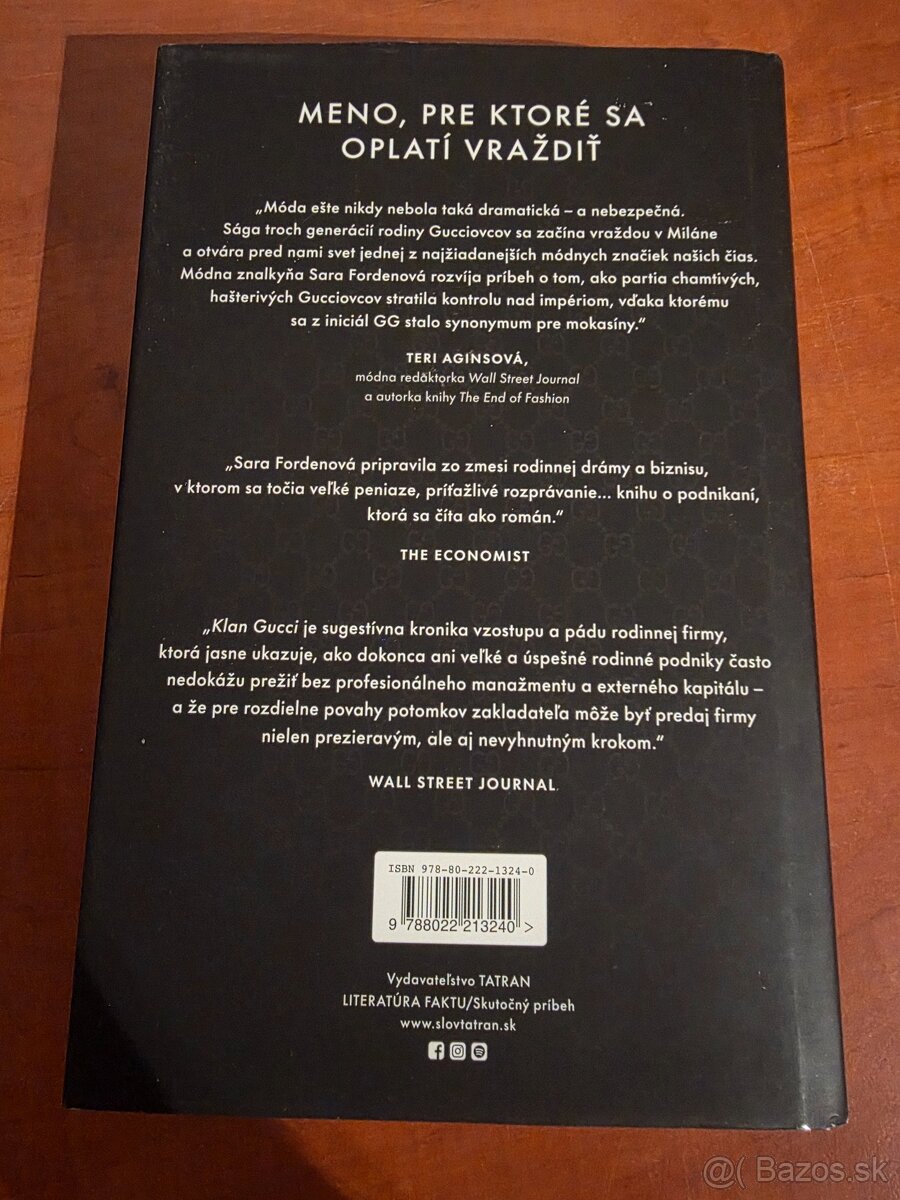 MENO, PRE KTORÉ SA
OPLATÍ VRAŽDIŤ
„Móda ešte nikdy nebola taká dramatická – a nebezpečná.
Sága troch generácií rodiny Gucciovcov sa začína vraždou v Miláne
a otvára pred nami svet jednej z najžiadanejších módnych značiek našich čias.
Módna znalkyňa Sara Fordenová rozvíja príbeh o tom, ako partia chamtivých,
hašterivých Gucciovcov stratila kontrolu nad impériom, vďaka ktorému
sa z iniciál GG stalo synonymum pre mokasíny.“
TERI AGINSOVÁ,
módna redaktorka Wall Street Journal
a autorka knihy The End of Fashion
„Sara Fordenová pripravila zo zmesi rodinnej drámy a biznisu,
v ktorom sa točia veľké peniaze, príťažlivé rozprávanie... knihu o podnikaní,
ktorá sa číta ako román.“
THE ECONOMIST
„Klan Gucci je sugestívna kronika vzostupu a pádu rodinnej firmy,
ktorá jasne ukazuje, ako dokonca ani veľké a úspešné rodinné podniky často
nedokážu prežiť bez profesionálneho manažmentu a externého kapitálu –
a že pre rozdielne povahy potomkov zakladateľa môže byť predaj firmy
nielen prezieravým, ale aj nevyhnutným krokom.“
WALL STREET JOURNAL
ISBN 978-80-222-1324-0
9 788022 213240 >
Vydavateľstvo TATRAN
LITERATÚRA FAKTU/Skutočný príbeh
www.slovtatran.sk
@( Bazos.sk